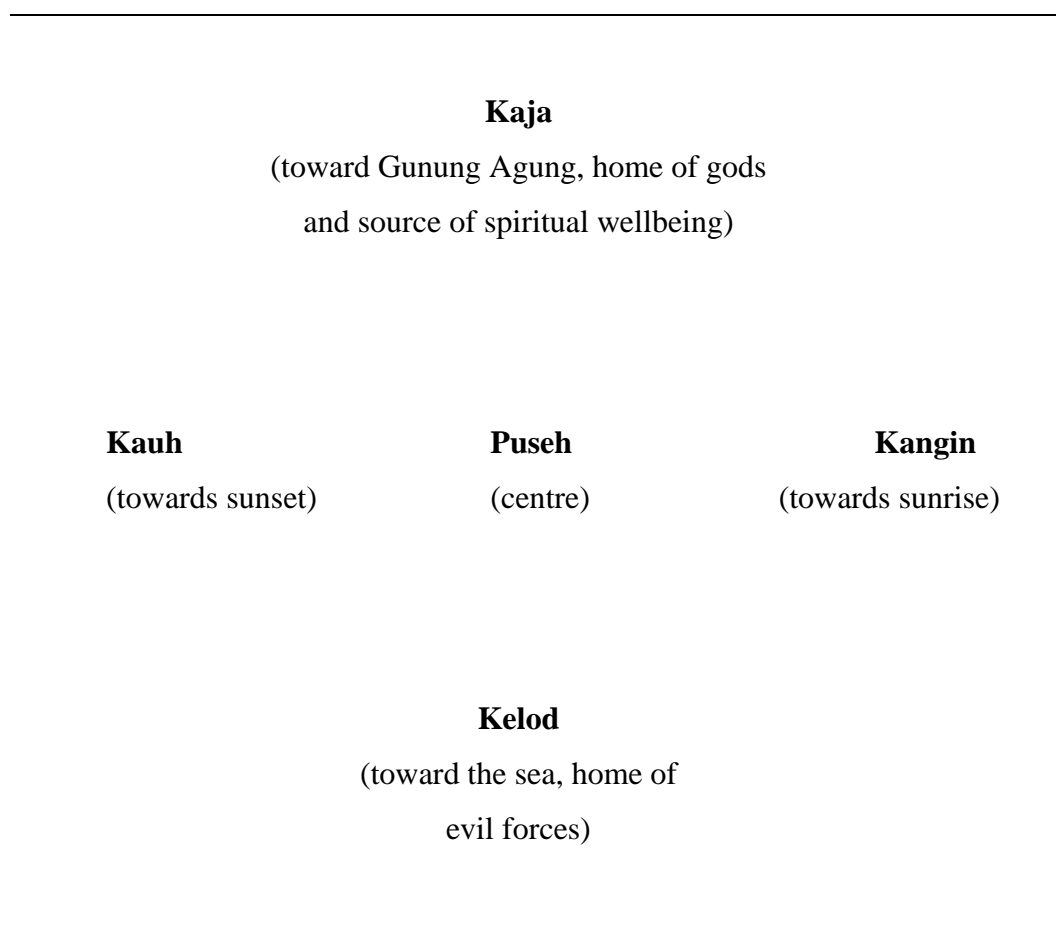 Kaja
(toward Gunung Agung, home of gods
and source of spiritual wellbeing)
Kauh Puseh Kangin
(towards sunset) (centre) (towards sunrise)
Kelod
(toward the sea, home of
evil forces)